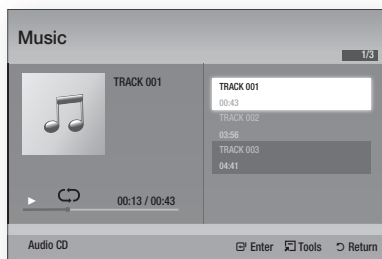 Music
1/3
TRACK 001
TRACK 001
00:43
TRACK 002
03:56
TRACK 003
04:41
00:13 / 00:43
Audio CD
Enter Tools Return